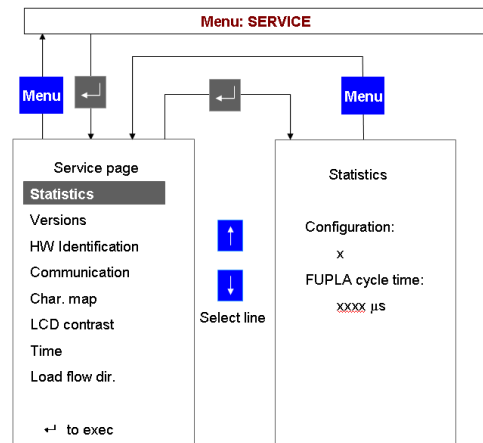 Menu: SERVICE
Menu
Menu
Service page
Statistics
Versions
HW Identification
Communication
Char. map
LCD contrast
Time
Load flow dir.
↵ to exec
↑
↓
Select line
Statistics
Configuration:
x
FUPLA cycle time:
xxxx µs